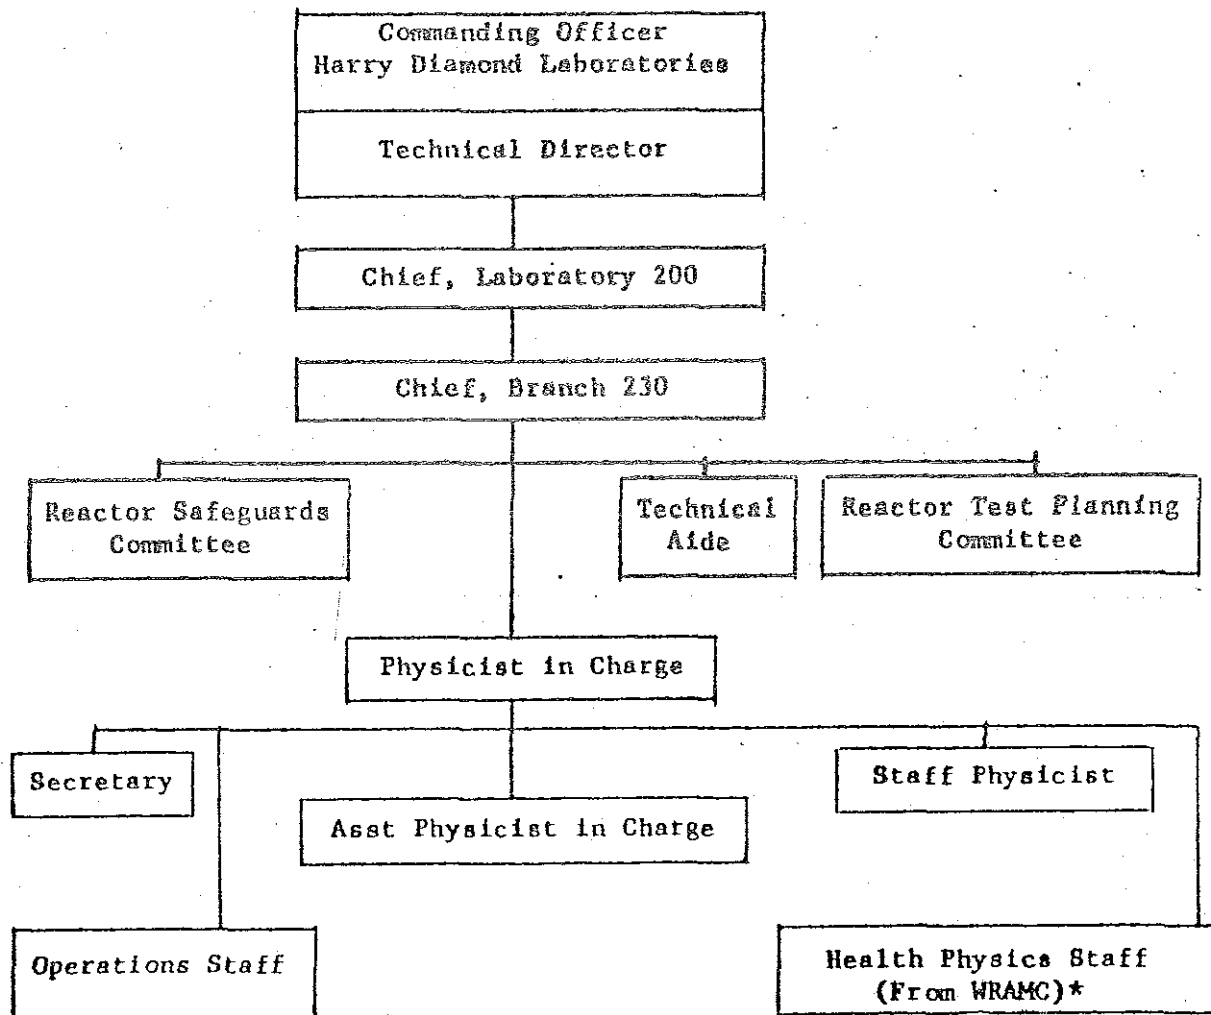 Commanding Officer
Harry Diamond Laboratories
Technical Director
Chief, Laboratory 200
Chief, Branch 230
Reactor Safeguards
Committee
Technical
Aide
Reactor Test Planning
Committee
Physicist in Charge
Secretary
Staff Physicist
Asst Physicist in Charge
Operations Staff
Health Physics Staff
(From WRAMC)*